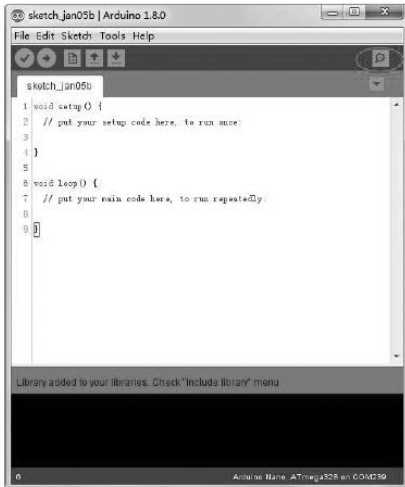 sketch_jan05b | Arduino 1.8.0
File Edit Sketch Tools Help
sketch_jan05b
1 void setup() {
2 // put your setup code here, to run once:
3
4 }
5
6 void loop() {
7 // put your main code here, to run repeatedly:
8
9 }
Library added to your libraries. Check "Include library" menu
6
Arduino Nano, ATmega328 on COM239